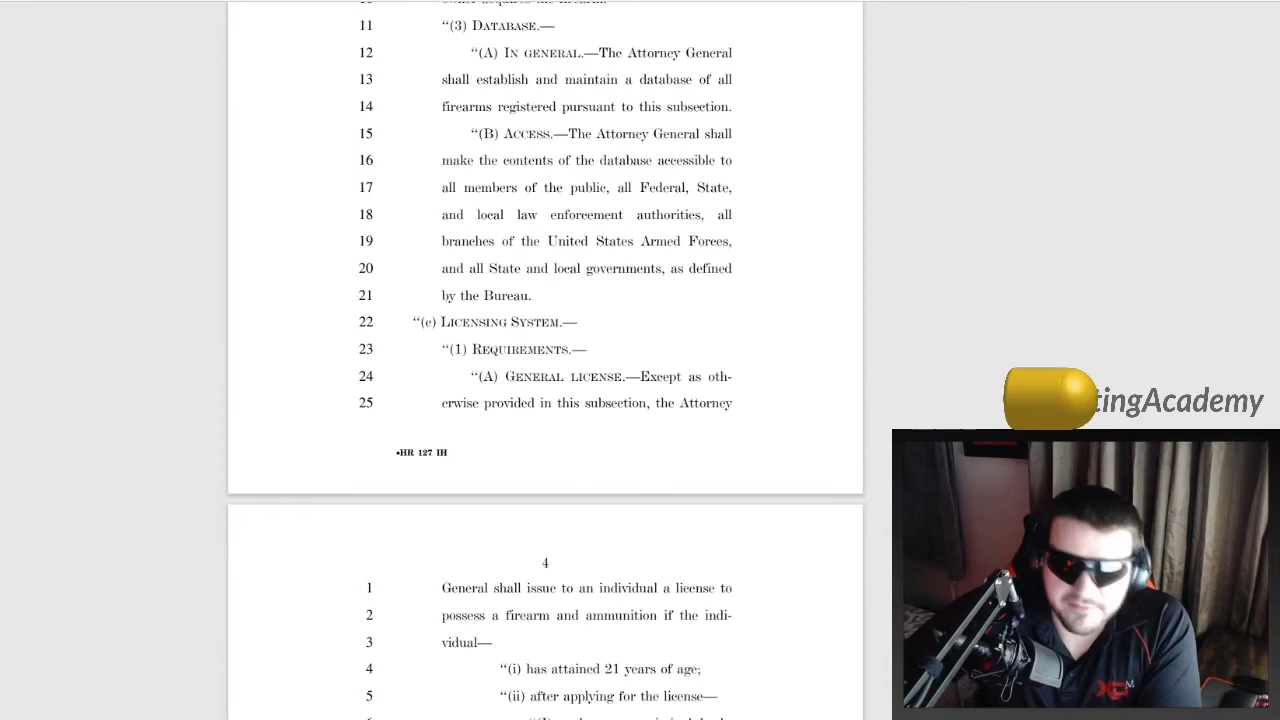 11 “(3) DATABASE.—
12 “(A) IN GENERAL.—The Attorney General
13 shall establish and maintain a database of all
14 firearms registered pursuant to this subsection.
15 “(B) ACCESS.—The Attorney General shall
16 make the contents of the database accessible to
17 all members of the public, all Federal, State,
18 and local law enforcement authorities, all
19 branches of the United States Armed Forces,
20 and all State and local governments, as defined
21 by the Bureau.
22 “(c) LICENSING SYSTEM.—
23 “(1) REQUIREMENTS.—
24 “(A) GENERAL LICENSE.—Except as oth-
25 erwise provided in this subsection, the Attorney
•HR 127 IH
4
1 General shall issue to an individual a license to
2 possess a firearm and ammunition if the indi-
3 vidual—
4 “(i) has attained 21 years of age;
5 “(ii) after applying for the license—
tingAcademy